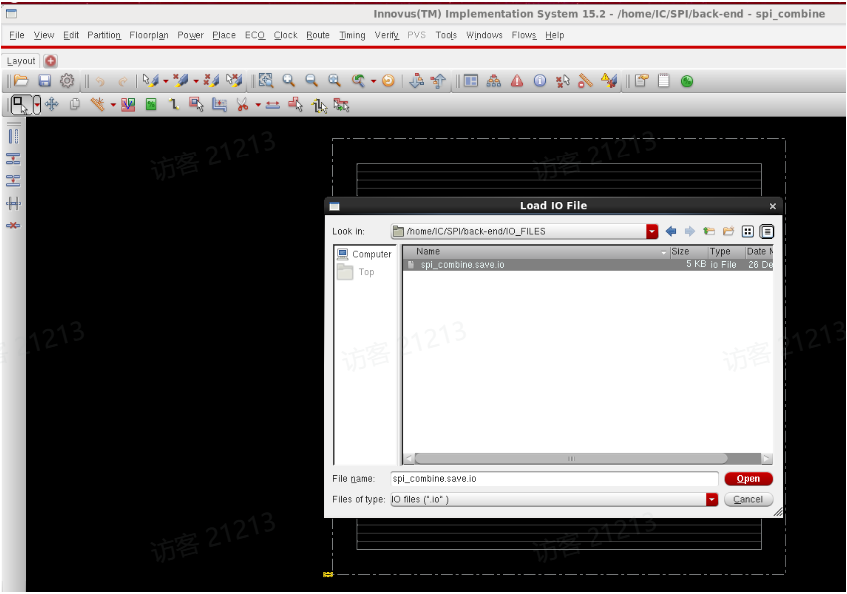 Innovus(TM) Implementation System 15.2 - /home/IC/SPI/back-end - spi_combine
File View Edit Partition Floorplan Power Place ECO Clock Route Timing Verify PVS Tools Windows Flows Help
Layout
访客 21213
访客 21213
Load IO File
Look in: /home/IC/SPI/back-end/IO_FILES
Computer Name Size Type Date M
Top spi_combine.save.io 5 KB io File 26 De
访客 21213
访客 21213
访客 21213
File name: spi_combine.save.io Open
Files of type: IO files (*.io* ) Cancel
访客 21213
访客 21213